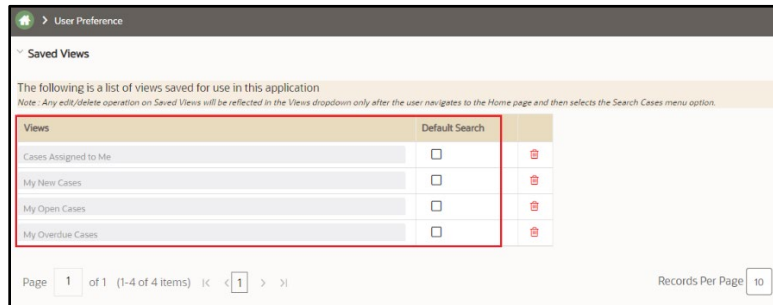 > User Preference
Saved Views
The following is a list of views saved for use in this application
Note : Any edit/delete operation on Saved Views will be reflected in the Views dropdown only after the user navigates to the Home page and then selects the Search Cases menu option.
Views Default Search
Cases Assigned to Me
My New Cases
My Open Cases
My Overdue Cases
Page 1 of 1 (1-4 of 4 items) |< < 1 > >| Records Per Page 10